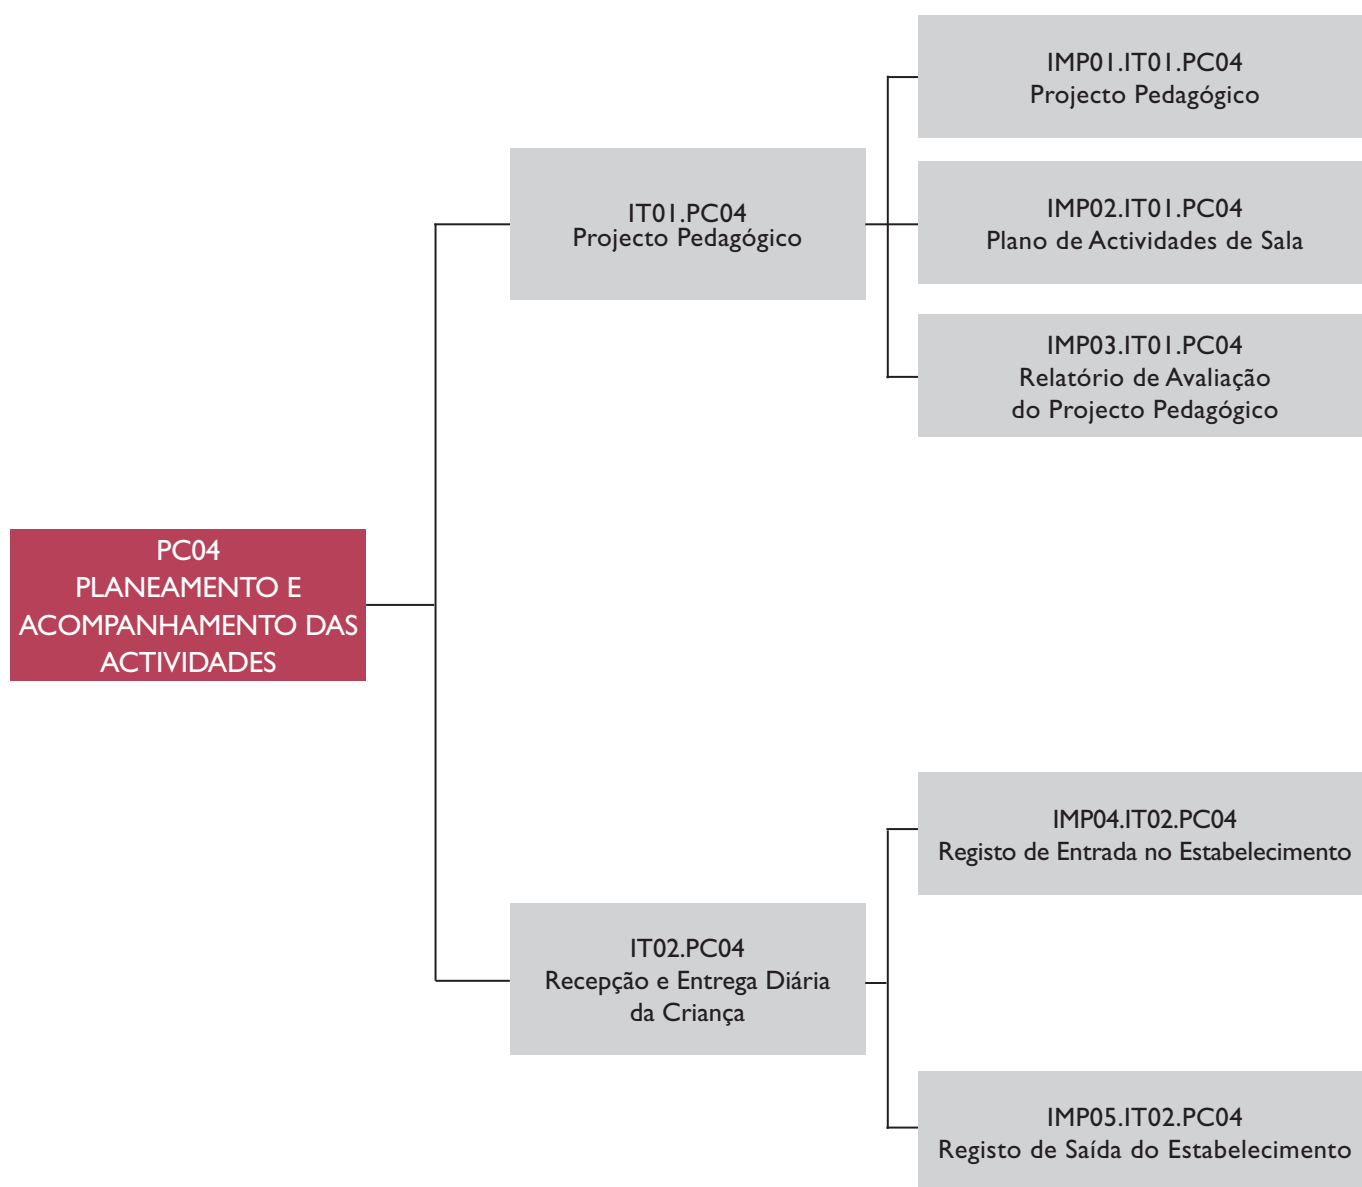 IMP01.IT01.PC04
Projecto Pedagógico
IT01.PC04
Projecto Pedagógico
IMP02.IT01.PC04
Plano de Actividades de Sala
IMP03.IT01.PC04
Relatório de Avaliação
do Projecto Pedagógico
PC04
PLANEAMENTO E
ACOMPANHAMENTO DAS
ACTIVIDADES
IMP04.IT02.PC04
Registo de Entrada no Estabelecimento
IT02.PC04
Recepção e Entrega Diária
da Criança
IMP05.IT02.PC04
Registo de Saída do Estabelecimento